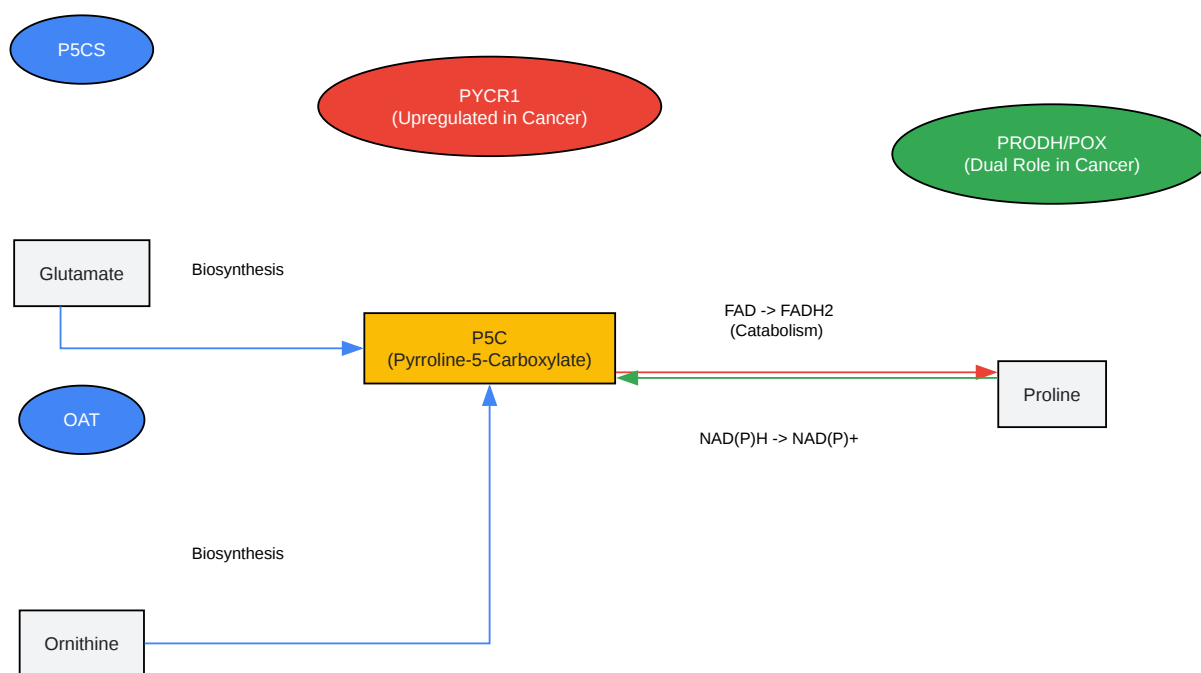 P5CS
PYCR1
(Upregulated in Cancer)
PRODH/POX
(Dual Role in Cancer)
Glutamate
Biosynthesis
FAD -> FADH2
(Catabolism)
P5C
(Pyrroline-5-Carboxylate)
Proline
OAT
NAD(P)H -> NAD(P)+
Biosynthesis
Ornithine